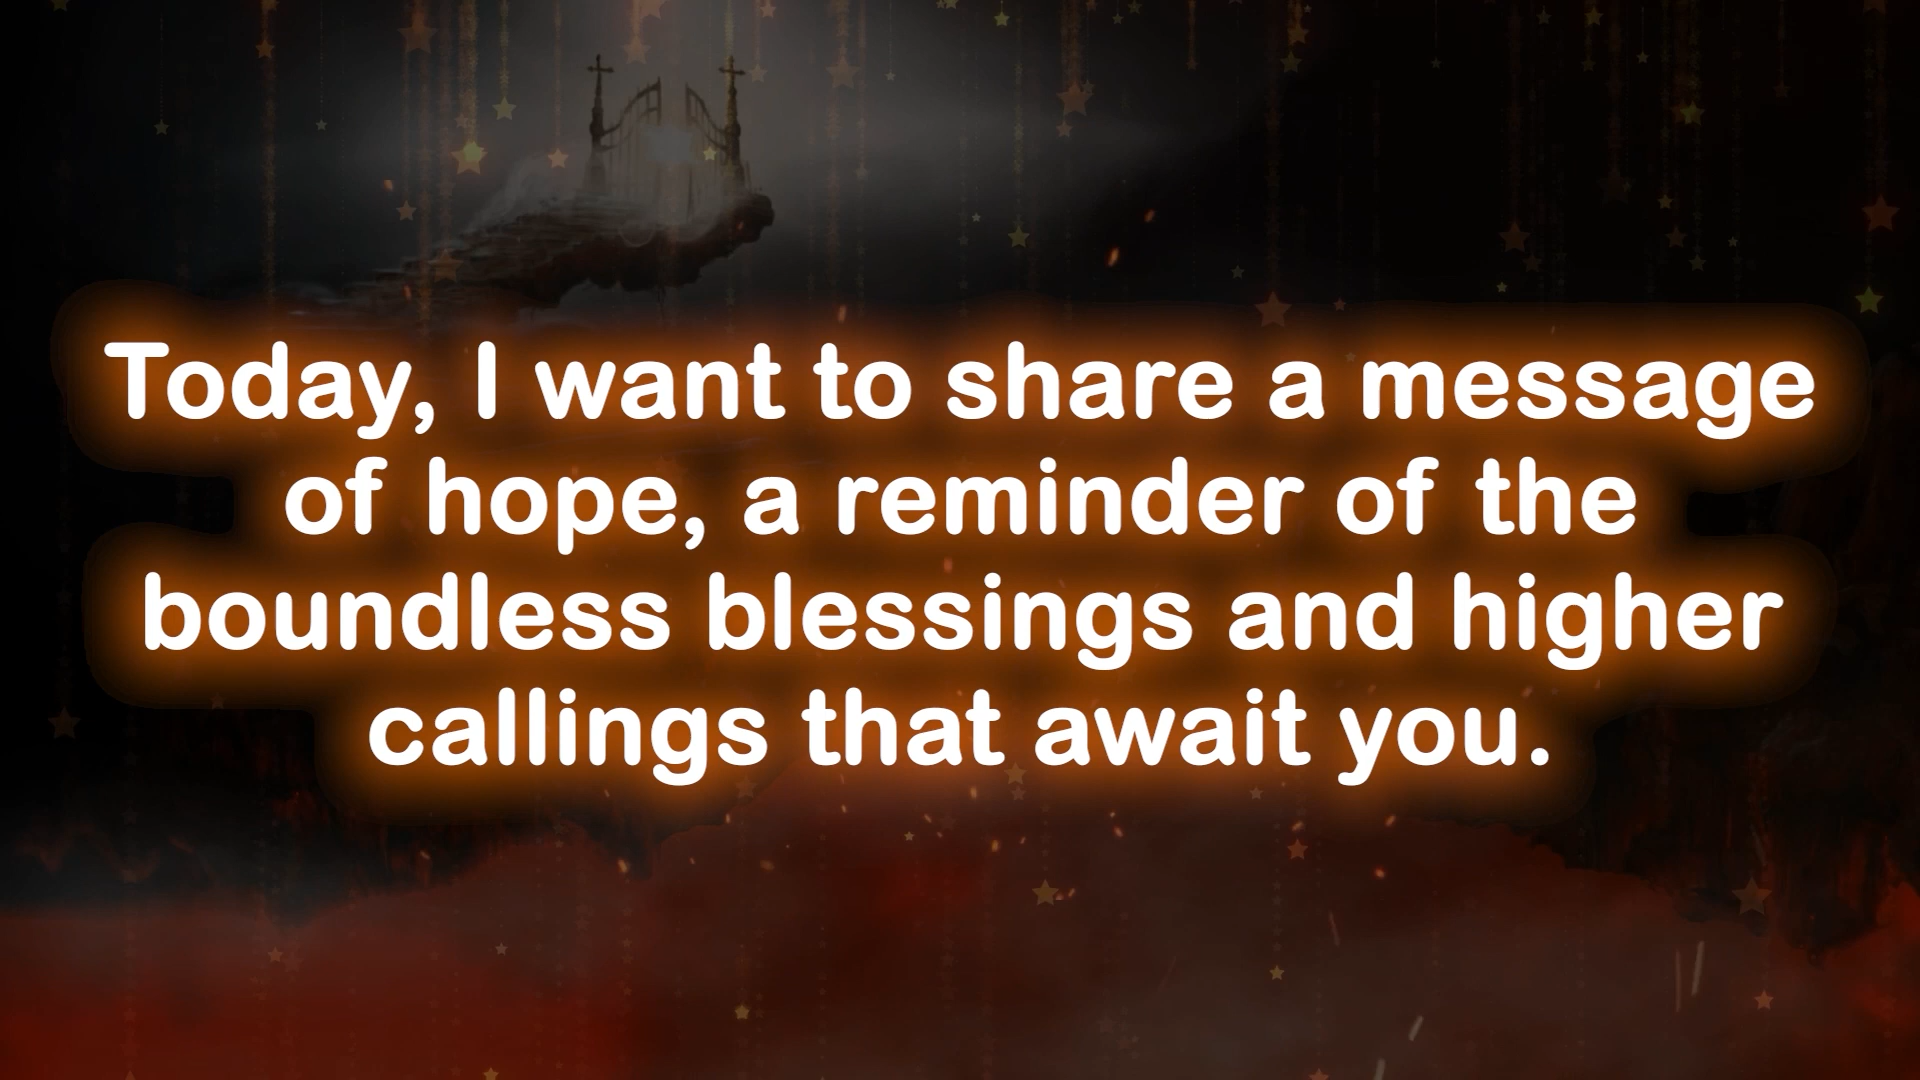 Today, I want to share a message
of hope, a reminder of the
boundless blessings and higher
callings that await you.